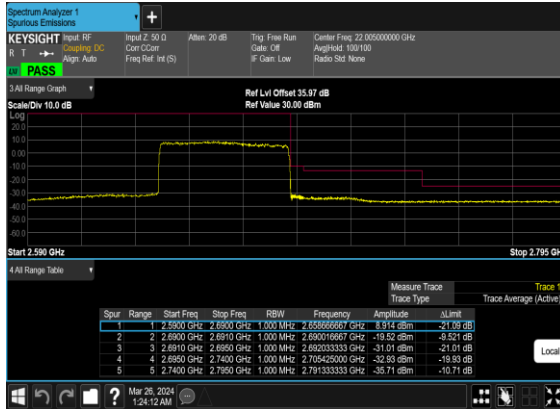 Spectrum Analyzer 1
Spurious Emissions
+
KEYSIGHT Input: RF Input Z: 50 Ω Atten: 20 dB Trig: Free Run Center Freq: 22.005000000 GHz
R T Coupling: DC Corr CCorr Gate: Off Avg|Hold: 100/100
Align: Auto Freq Ref: Int (S) IF Gain: Low Radio Std: None
PASS
3 All Range Graph
Ref Lvl Offset 35.97 dB
Scale/Div 10.0 dB Ref Value 30.00 dBm
Log
20.0
10.0
0.00
-10.0
-20.0
-30.0
-40.0
-50.0
-60.0
Start 2.590 GHz Stop 2.795 GH
4 All Range Table
Measure Trace Trace 1
Trace Type Trace Average (Active)
Spur Range Start Freq Stop Freq RBW Frequency Amplitude ΔLimit
1 1 2.5900 GHz 2.6900 GHz 1.000 MHz 2.658666667 GHz 8.914 dBm -21.09 dB
2 2 2.6900 GHz 2.6910 GHz 1.000 MHz 2.690016667 GHz -19.52 dBm -9.521 dB
3 3 2.6910 GHz 2.6950 GHz 1.000 MHz 2.692033333 GHz -31.01 dBm -21.01 dB
4 4 2.6950 GHz 2.7400 GHz 1.000 MHz 2.705425000 GHz -32.93 dBm -19.93 dB
5 5 2.7400 GHz 2.7950 GHz 1.000 MHz 2.791333333 GHz -35.71 dBm -10.71 dB
Local
? Mar 26, 2024
1:24:12 AM